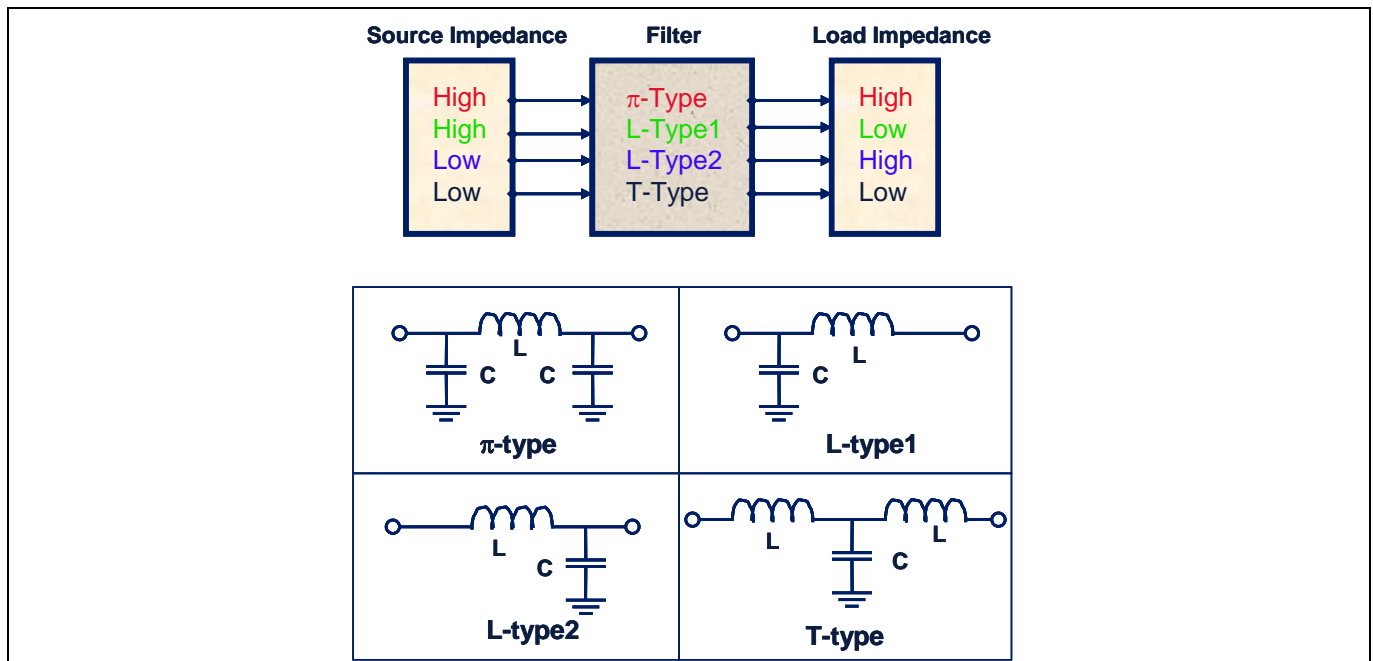 Source Impedance Filter Load Impedance
High π-Type High
High L-Type1 Low
Low L-Type2 High
Low T-Type Low
L
C C
π-type
L
C
L-type1
L
C
L-type2
L L
C
T-type